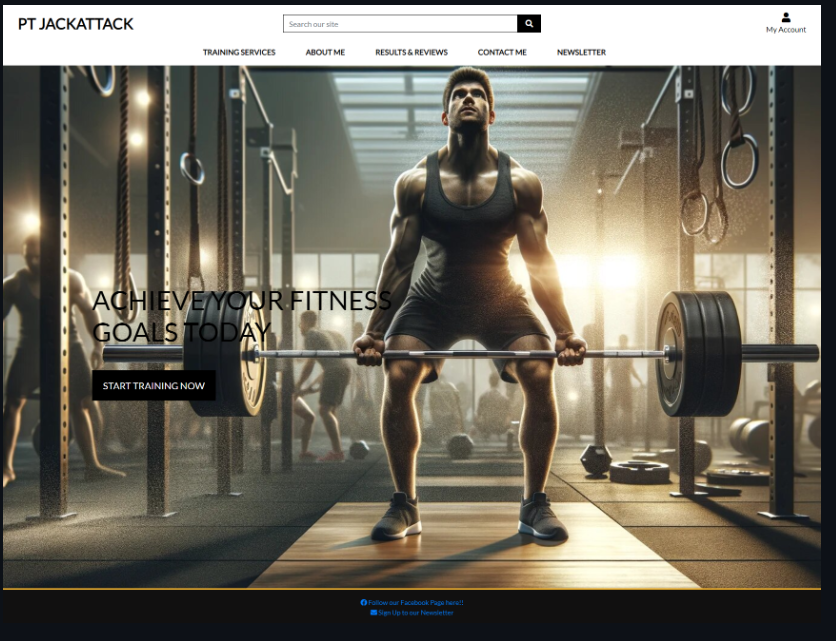 PT JACKATTACK
Search our site
My Account
TRAINING SERVICES ABOUT ME RESULTS & REVIEWS CONTACT ME NEWSLETTER
ACHIEVE YOUR FITNESS
GOALS TODAY
START TRAINING NOW
Follow our Facebook Page here!!
Sign Up to our Newsletter